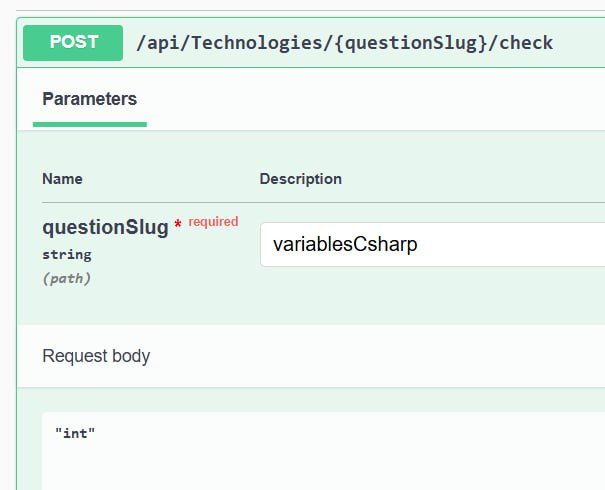 POST /api/Technologies/{questionSlug}/check
Parameters
Name Description
questionSlug * required
string
(path)
variablesCsharp
Request body
"int"